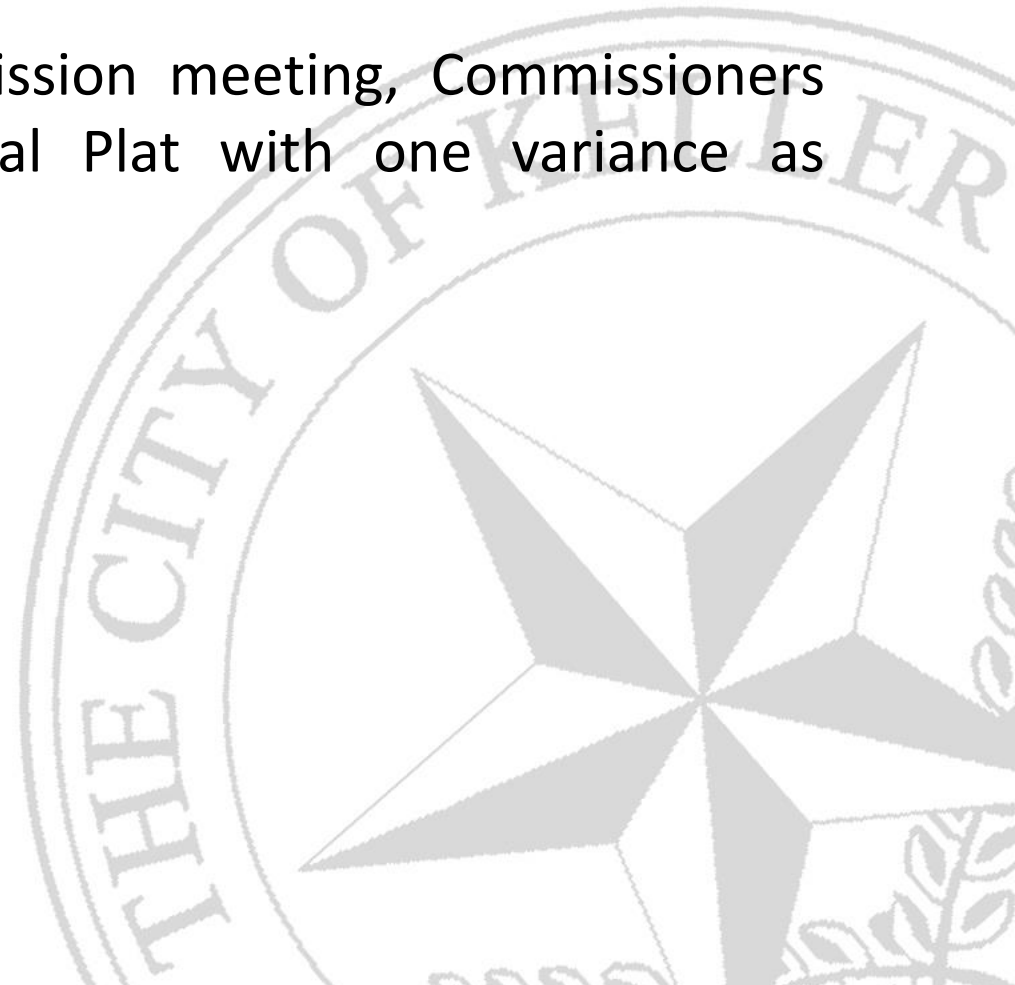 ission meeting, Commissioners
al Plat with one variance as
THE CITY OF KELLER